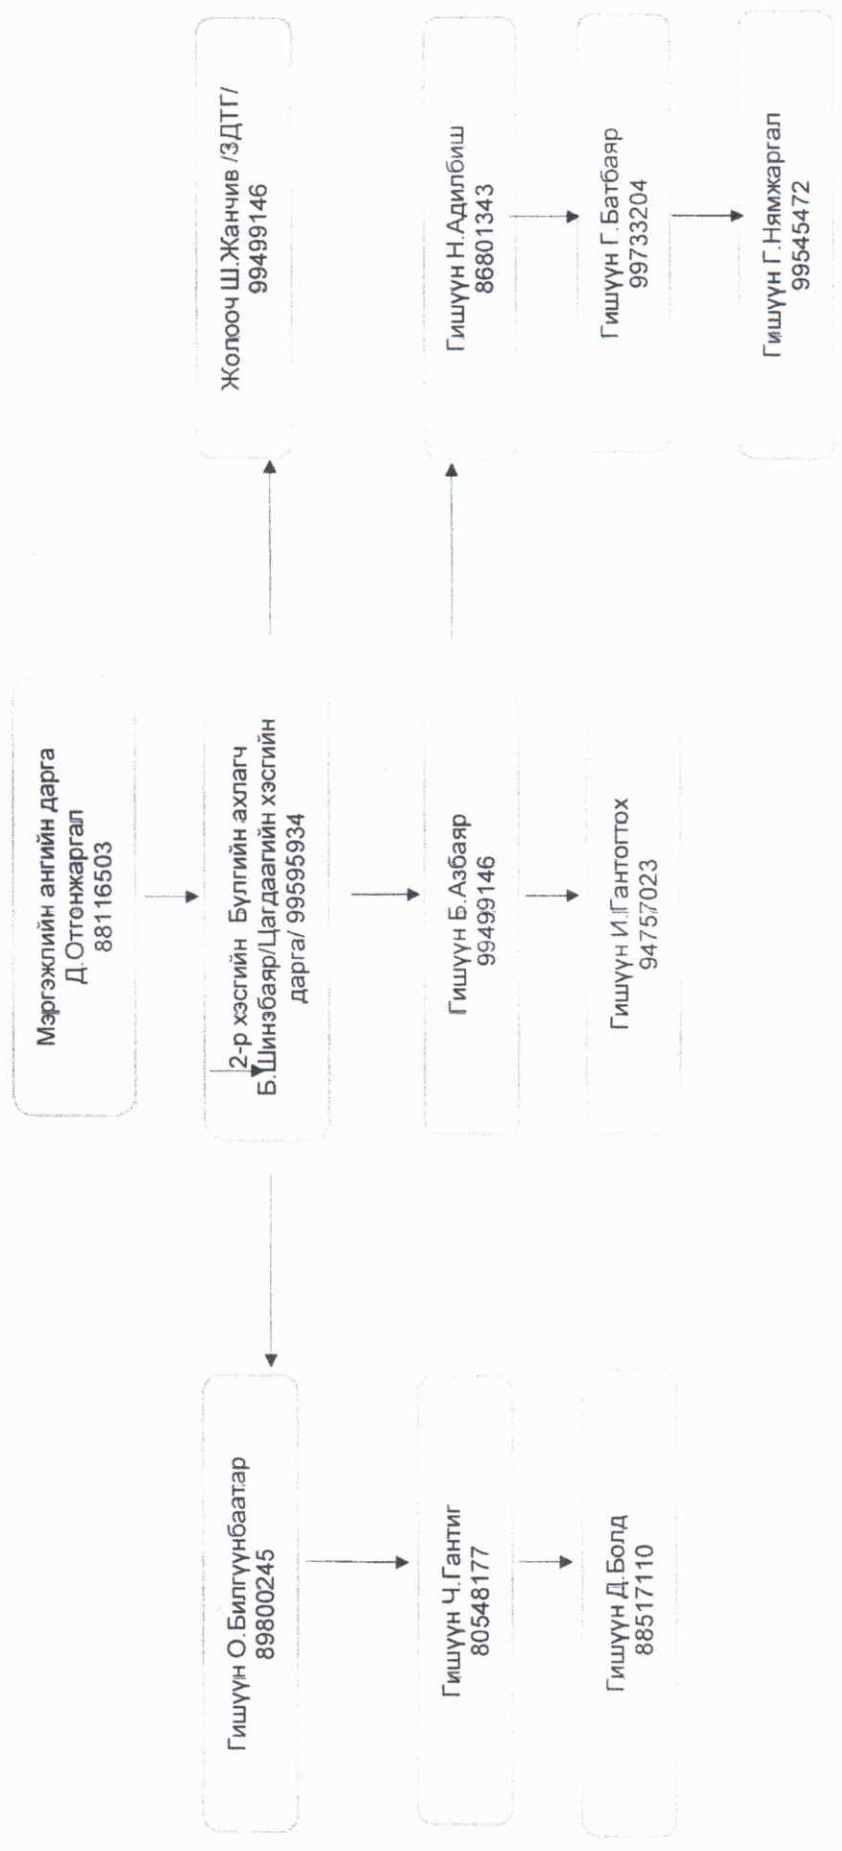 Мэргэжлийн ангийн дарга
Д.Отгонжаргал
88116503
2-р хэсгийн Бүлгийн ахлагч
Б.Шинэбаяр/Цагдаагийн хэсгийн
дарга/ 99595934
Жолооч Ш.Жанчив /ЗДТГ/
99499146
Гишүүн О.Билгүүнбаатар
89800245
Гишүүн Ч.Гантиг
80548177
Гишүүн Д.Болд
88517110
Гишүүн Б.Азбаяр
99499146
Гишүүн И.Гантогтох
94757023
Гишүүн Н.Адилбиш
86801343
Гишүүн Г.Батбаяр
99733204
Гишүүн Г.Нямжаргал
99545472